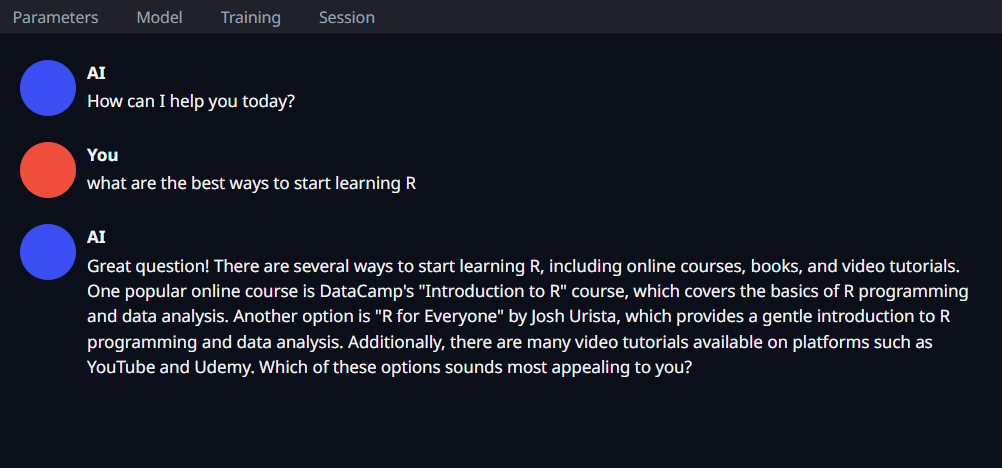 Parameters Model Training Session
AI
How can I help you today?
You
what are the best ways to start learning R
AI
Great question! There are several ways to start learning R, including online courses, books, and video tutorials.
One popular online course is DataCamp's "Introduction to R" course, which covers the basics of R programming
and data analysis. Another option is "R for Everyone" by Josh Urista, which provides a gentle introduction to R
programming and data analysis. Additionally, there are many video tutorials available on platforms such as
YouTube and Udemy. Which of these options sounds most appealing to you?